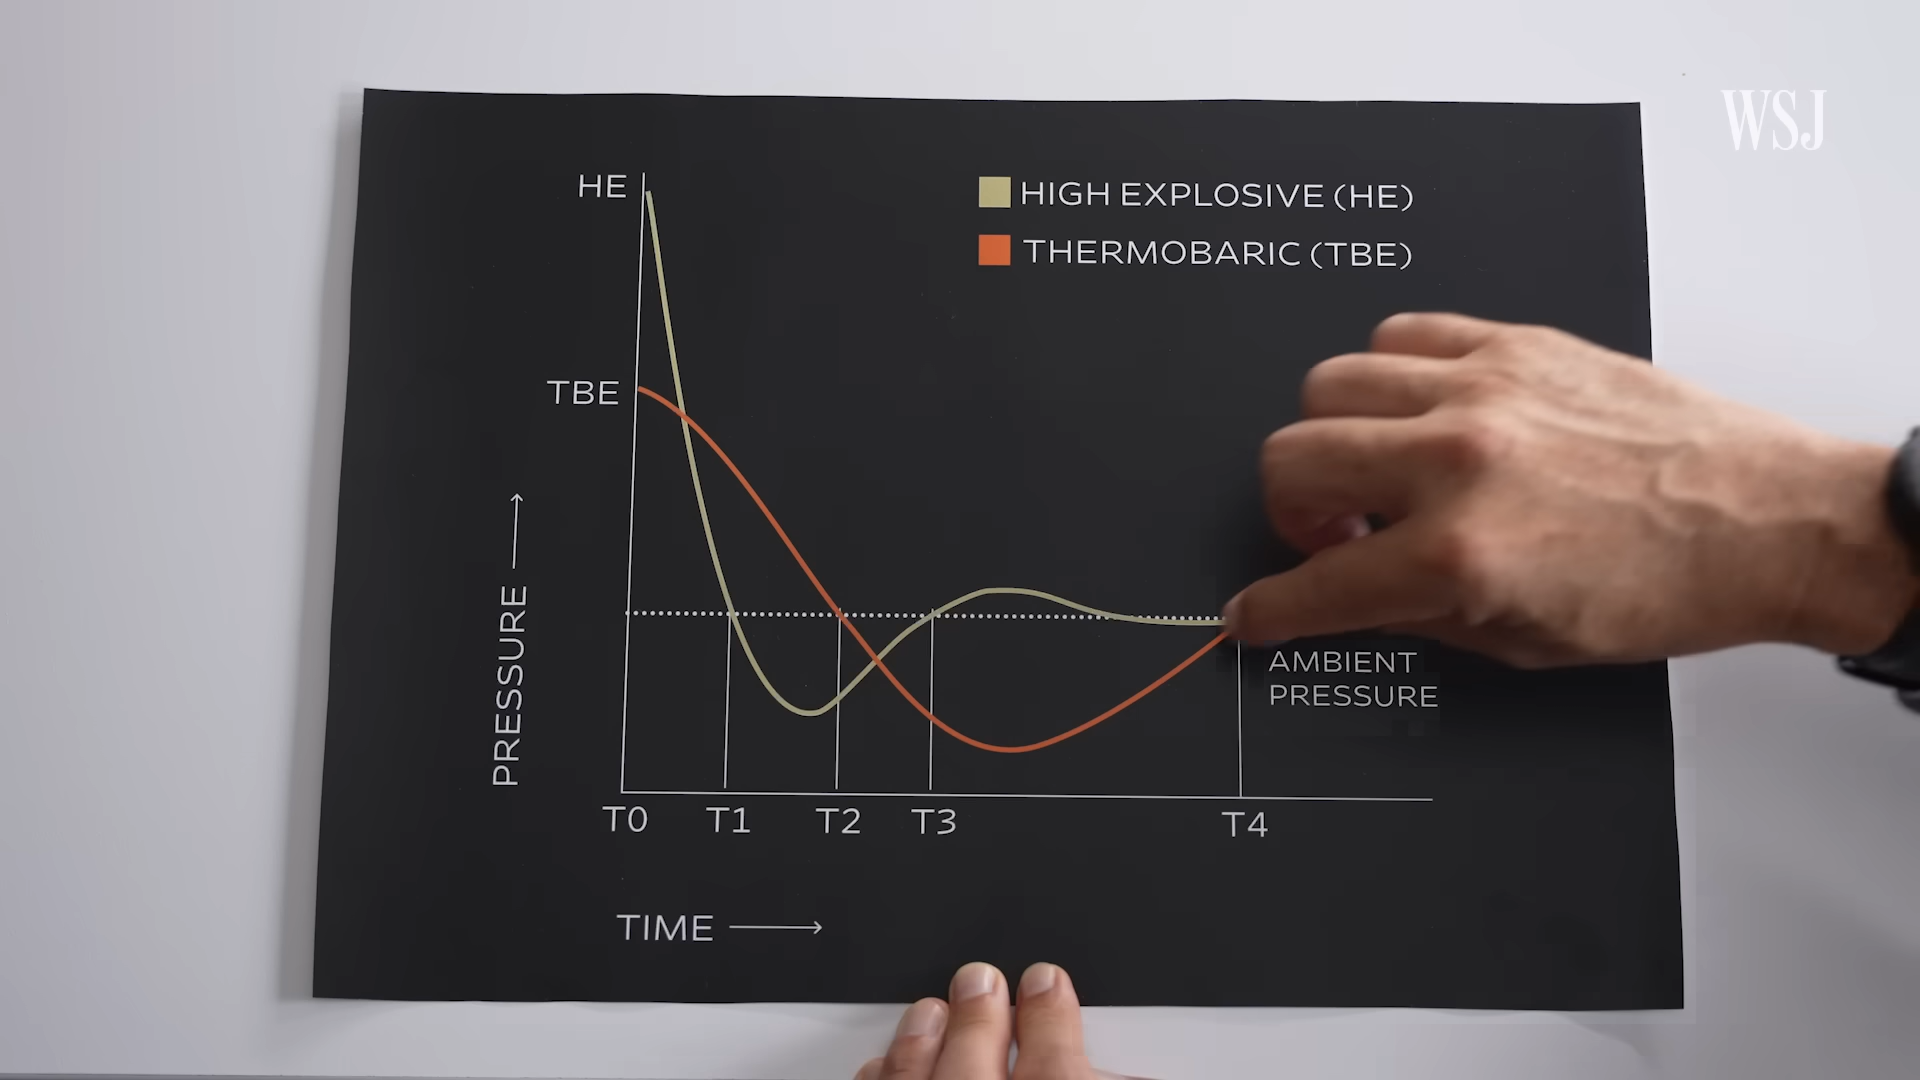 WSJ
HE
HIGH EXPLOSIVE (HE)
THERMOBARIC (TBE)
TBE
PRESSURE
AMBIENT
PRESSURE
T0 T1 T2 T3 T4
TIME